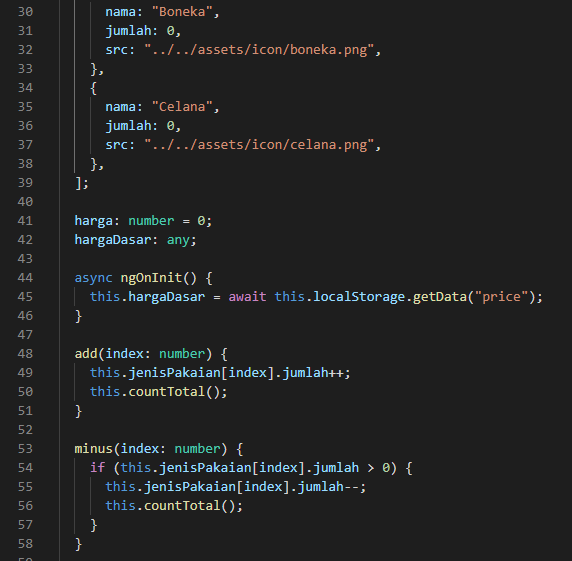 30 nama: "Boneka",
31 jumlah: 0,
32 src: "../../assets/icon/boneka.png",
33 },
34 {
35 nama: "Celana",
36 jumlah: 0,
37 src: "../../assets/icon/celana.png",
38 },
39 ];
40
41 harga: number = 0;
42 hargaDasar: any;
43
44 async ngOnInit() {
45 this.hargaDasar = await this.localStorage.getData("price");
46 }
47
48 add(index: number) {
49 this.jenisPakaian[index].jumlah++;
50 this.countTotal();
51 }
52
53 minus(index: number) {
54 if (this.jenisPakaian[index].jumlah > 0) {
55 this.jenisPakaian[index].jumlah--;
56 this.countTotal();
57 }
58 }